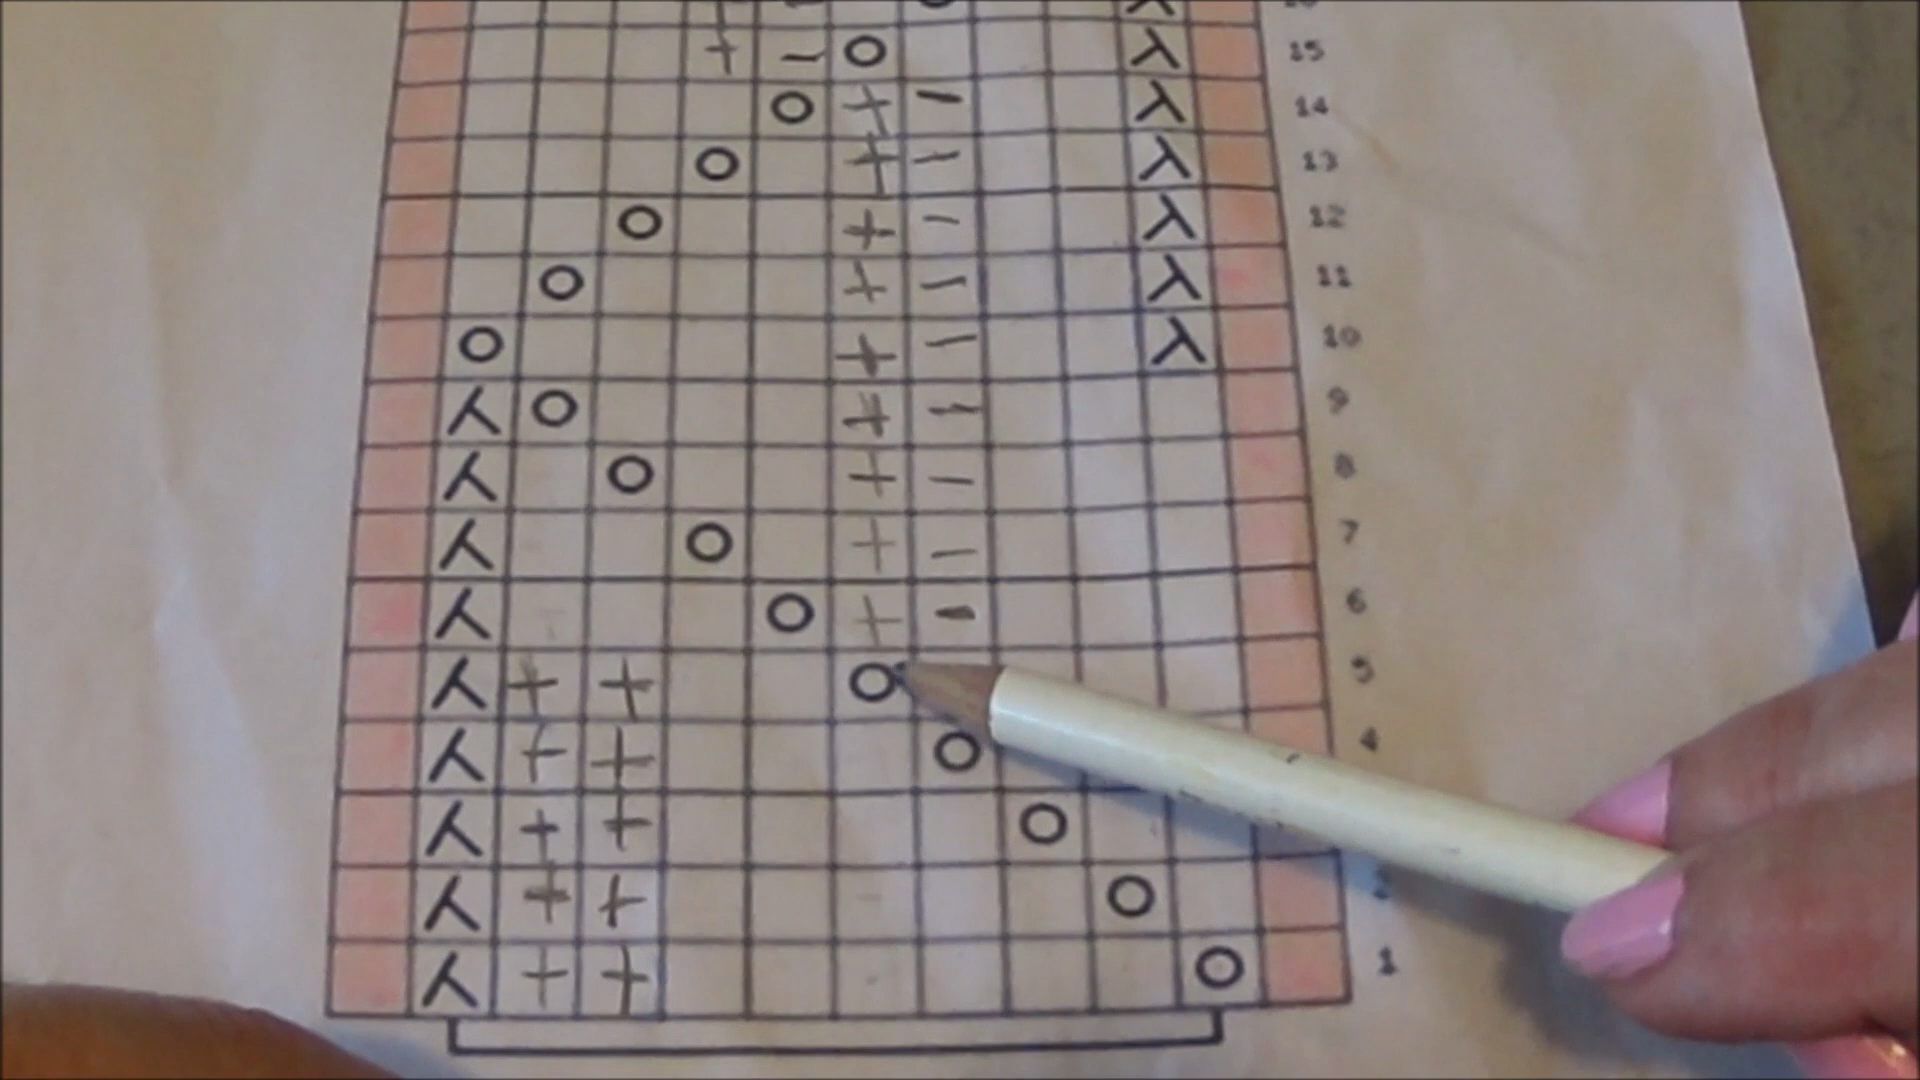 + - O 15
O + - 14
O + - 13
O + - 12
O + - 11
O + - 10
O + - 9
O + - 8
O + - 7
O + - 6
+ + O 5
+ + O 4
+ + O
+ + O
+ + O 1